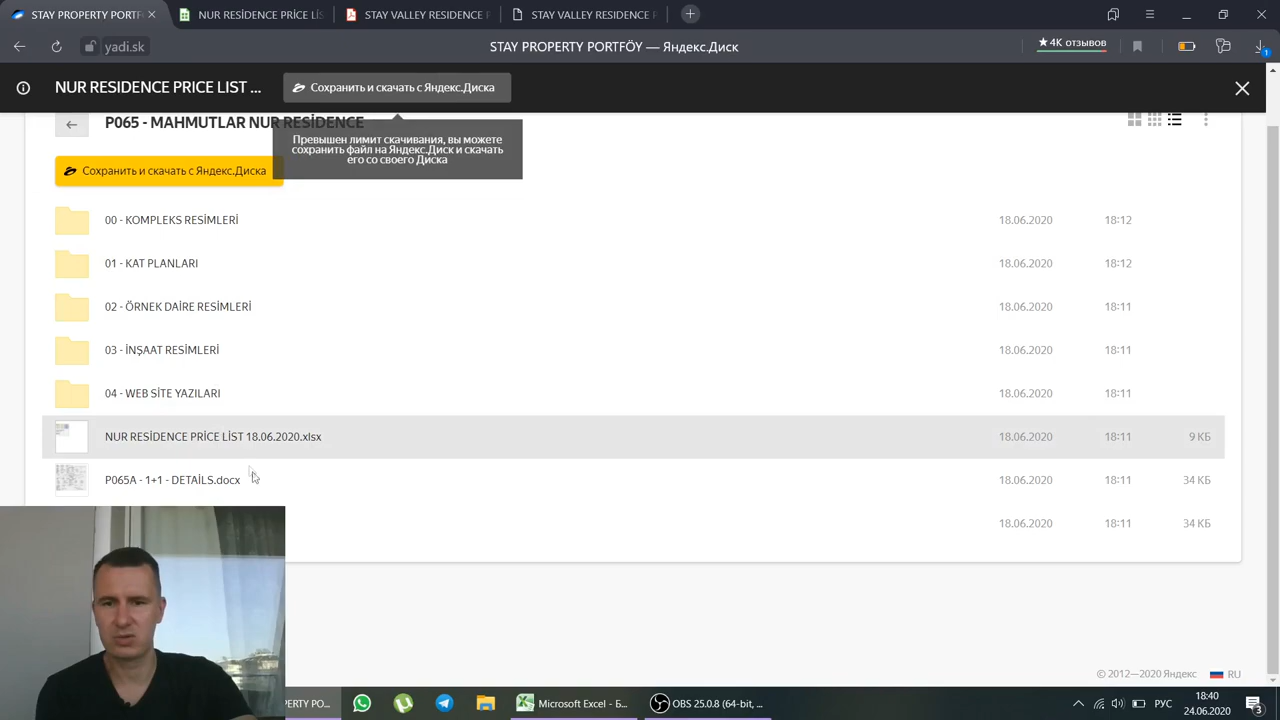 STAY PROPERTY PORTF
NUR RESİDENCE PRİCE Lİ
STAY VALLEY RESİDENCE
STAY VALLEY RESIDENCE P
yadi.sk
STAY PROPERTY PORTFÖY — Яндекс.Диск
★4K отзывов
1
NUR RESIDENCE PRICE LIST ...
Сохранить и скачать с Яндекс.Диска
P065 - MAHMUTLAR NUR RESİDENCE
Превышен лимит скачивания, вы можете
сохранить файл на Яндекс.Диск и скачать
его со своего Диска
Сохранить и скачать с Яндекс.Диска
00 - KOMPLEKS RESİMLERİ 18.06.2020 18:12
01 - KAT PLANLARI 18.06.2020 18:12
02 - ÖRNEK DAİRE RESİMLERİ 18.06.2020 18:11
03 - İNŞAAT RESİMLERİ 18.06.2020 18:11
04 - WEB SİTE YAZILARI 18.06.2020 18:11
NUR RESİDENCE PRİCE LİST 18.06.2020.xlsx 18.06.2020 18:11 9 КБ
P065A - 1+1 - DETAİLS.docx 18.06.2020 18:11 34 КБ
18.06.2020 18:11 34 КБ
© 2012—2020 Яндекс RU
PERTY PO...
Microsoft Excel - Б...
OBS 25.0.8 (64-bit, ...
РУС
18:40
24.06.2020
3